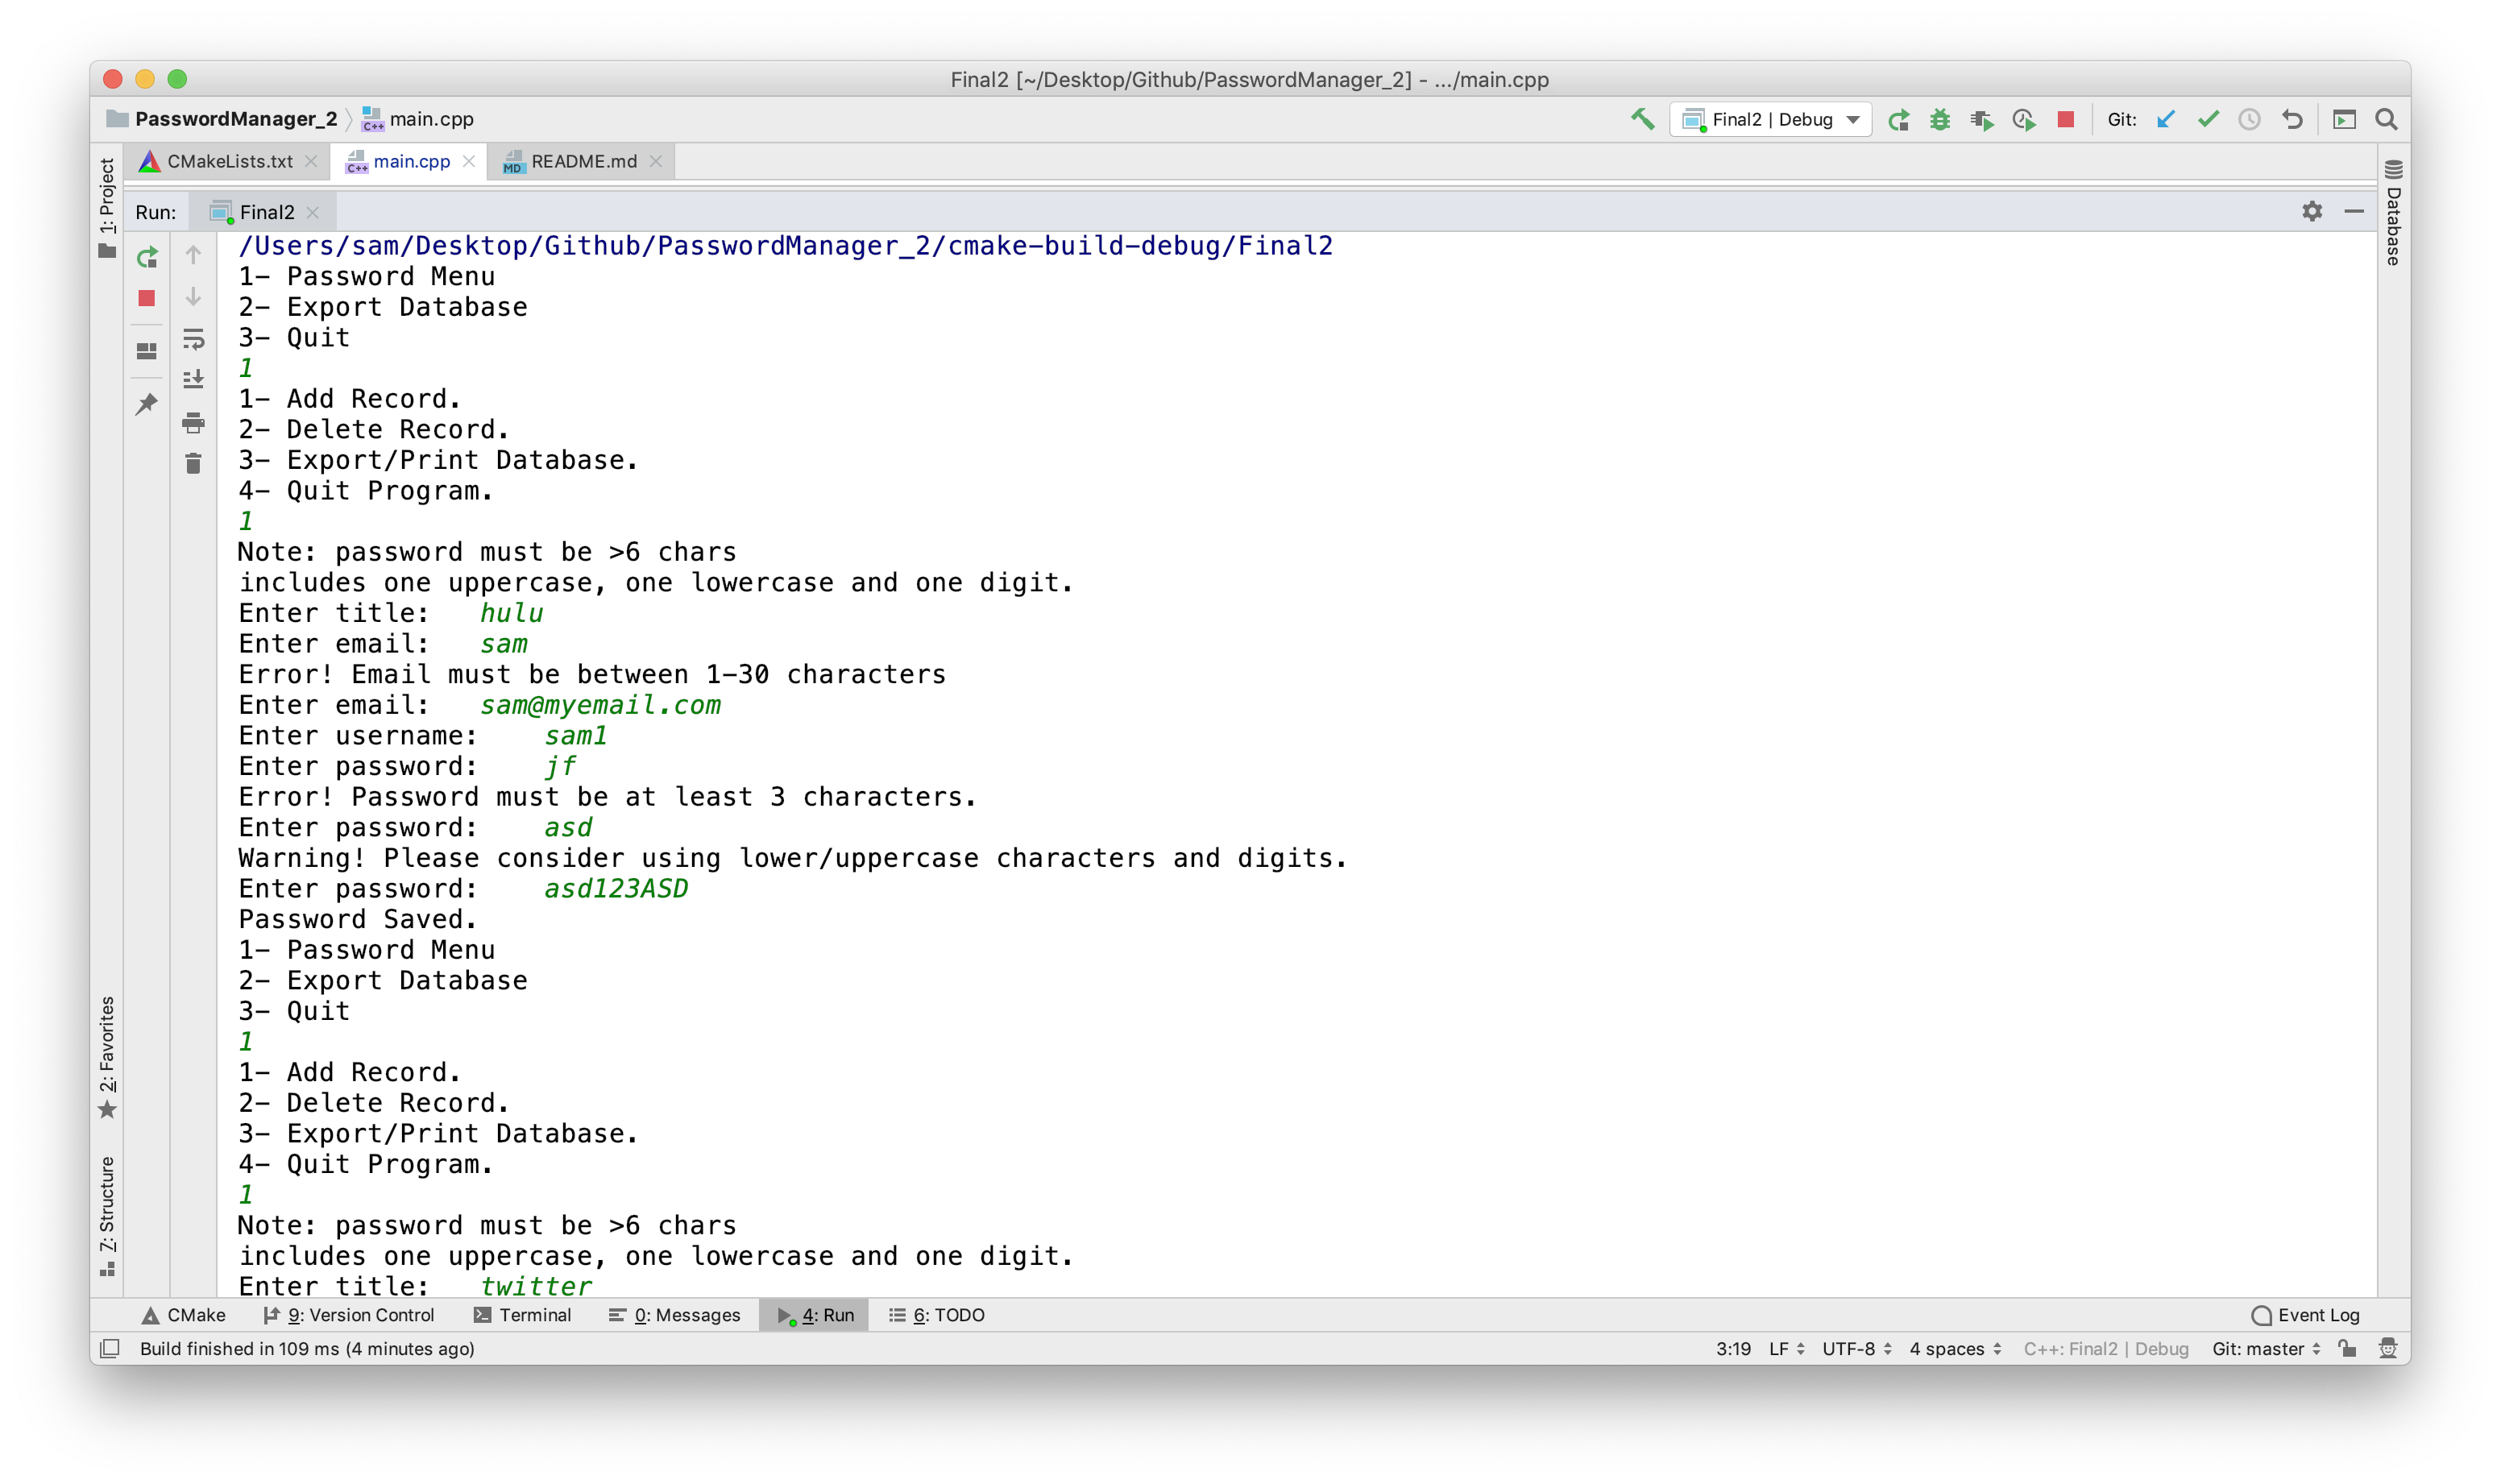 Final2 [~/Desktop/Github/PasswordManager_2] - .../main.cpp
PasswordManager_2 main.cpp Final2 | Debug Git:
CMakeLists.txt main.cpp README.md
1: Project
Database
Run: Final2
/Users/sam/Desktop/Github/PasswordManager_2/cmake-build-debug/Final2
1- Password Menu
2- Export Database
3- Quit
1
1- Add Record.
2- Delete Record.
3- Export/Print Database.
4- Quit Program.
1
Note: password must be >6 chars
includes one uppercase, one lowercase and one digit.
Enter title: hulu
Enter email: sam
Error! Email must be between 1-30 characters
Enter email: sam@myemail.com
Enter username: sam1
Enter password: jf
Error! Password must be at least 3 characters.
Enter password: asd
Warning! Please consider using lower/uppercase characters and digits.
Enter password: asd123ASD
Password Saved.
1- Password Menu
2- Export Database
3- Quit
1
1- Add Record.
2- Delete Record.
3- Export/Print Database.
4- Quit Program.
1
Note: password must be >6 chars
includes one uppercase, one lowercase and one digit.
Enter title: twitter
2: Favorites
7: Structure
CMake 9: Version Control Terminal 0: Messages 4: Run 6: TODO Event Log
Build finished in 109 ms (4 minutes ago) 3:19 LF UTF-8 4 spaces C++: Final2 | Debug Git: master